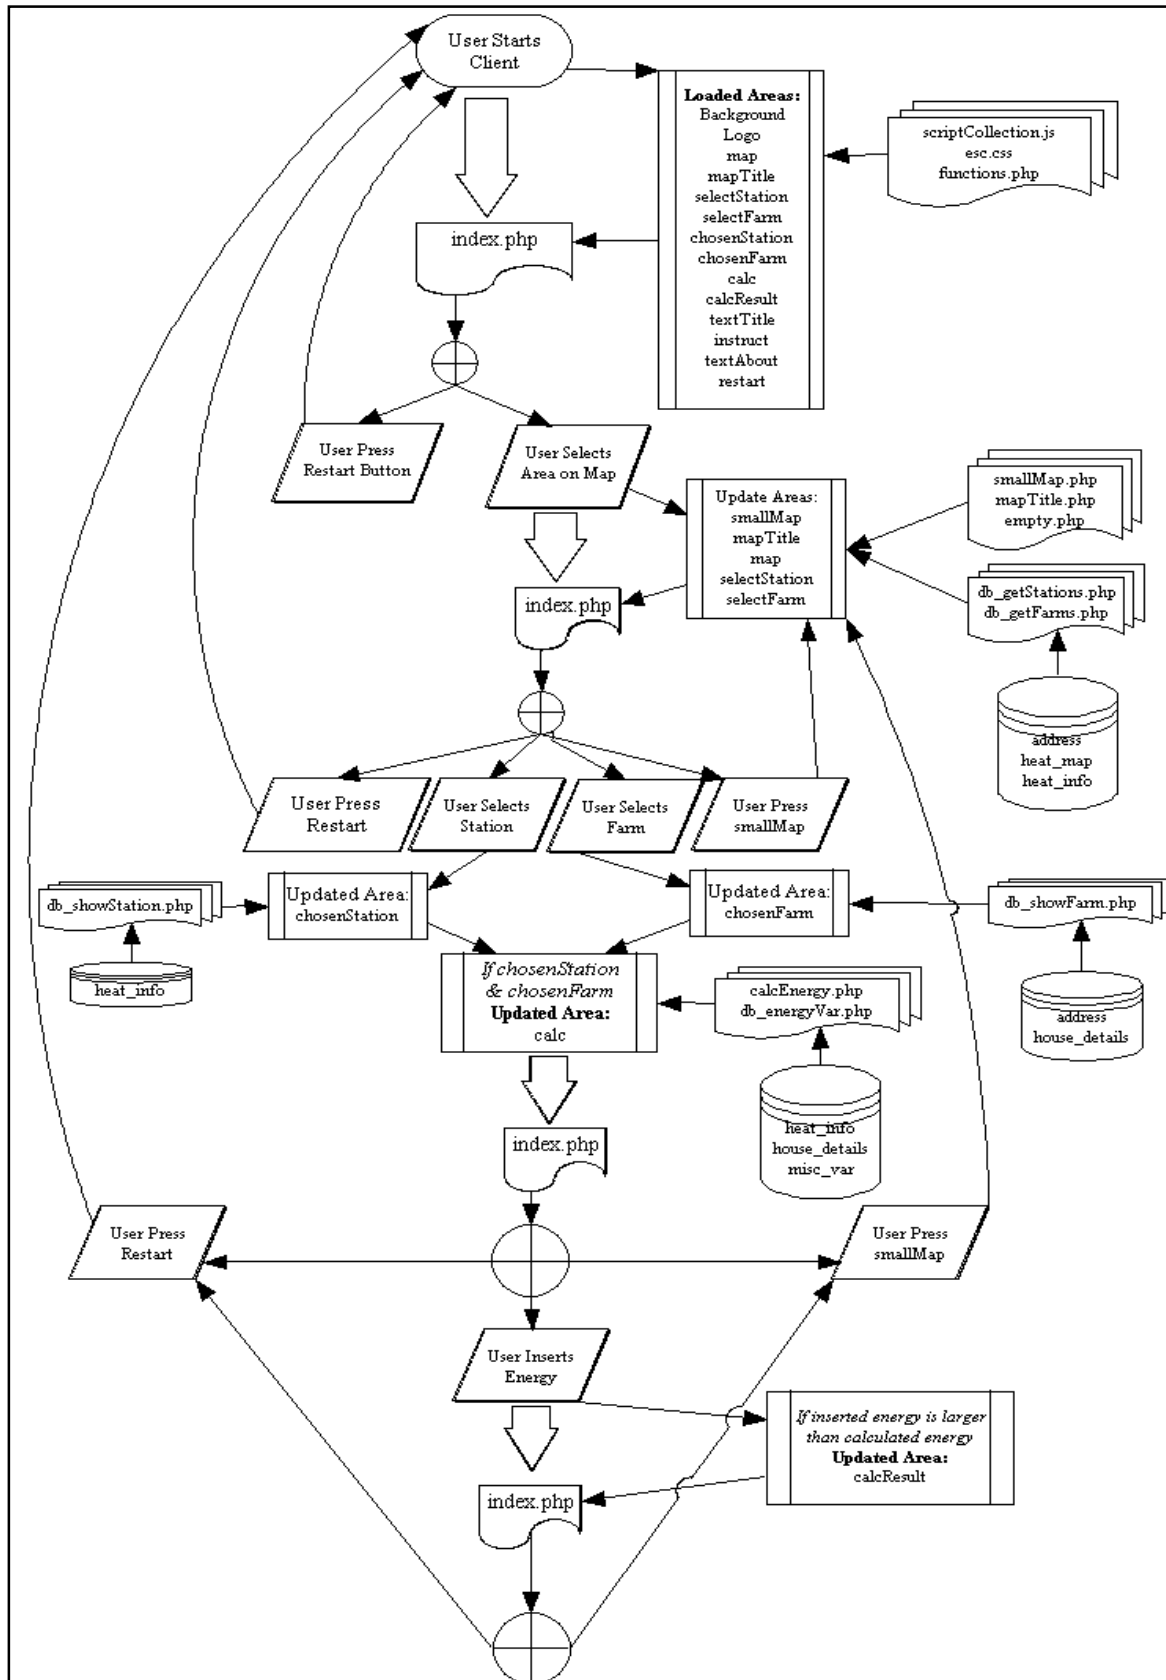 User Starts
Client
Loaded Areas:
Background
Logo
map
mapTitle
selectStation
selectFarm
chosenStation
chosenFarm
calc
calcResult
textTitle
instruct
textAbout
restart
scriptCollection.js
esc.css
functions.php
index.php
User Press
Restart Button
User Selects
Area on Map
Update Areas:
smallMap
mapTitle
map
selectStation
selectFarm
smallMap.php
mapTitle.php
empty.php
db_getStations.php
db_getFarms.php
address
heat_map
heat_info
index.php
User Press
Restart
User Selects
Station
User Selects
Farm
User Press
smallMap
db_showStation.php
heat_info
Updated Area:
chosenStation
Updated Area:
chosenFarm
db_showFarm.php
address
house_details
If chosenStation
& chosenFarm
Updated Area:
calc
calcEnergy.php
db_energyVar.php
heat_info
house_details
misc_var
index.php
User Press
Restart
User Press
smallMap
User Inserts
Energy
If inserted energy is larger
than calculated energy
Updated Area:
calcResult
index.php